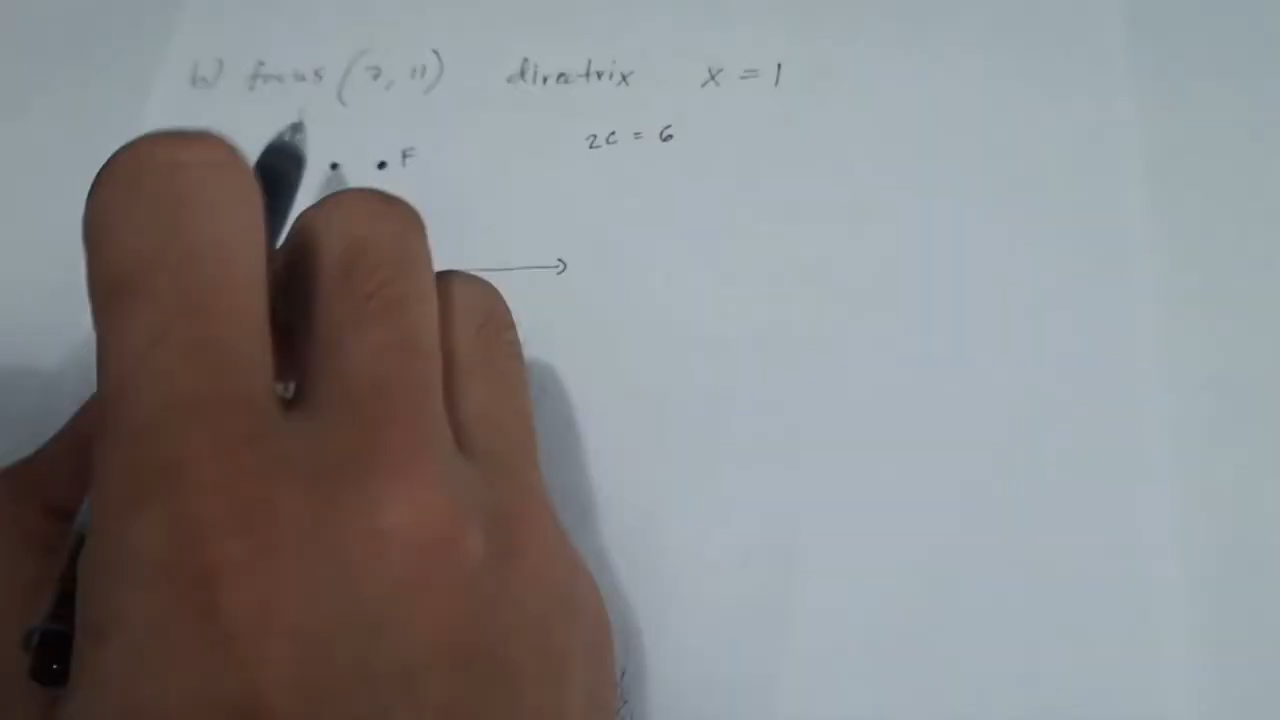 b) focus (7, 11) directrix x = 1
2c = 6
F